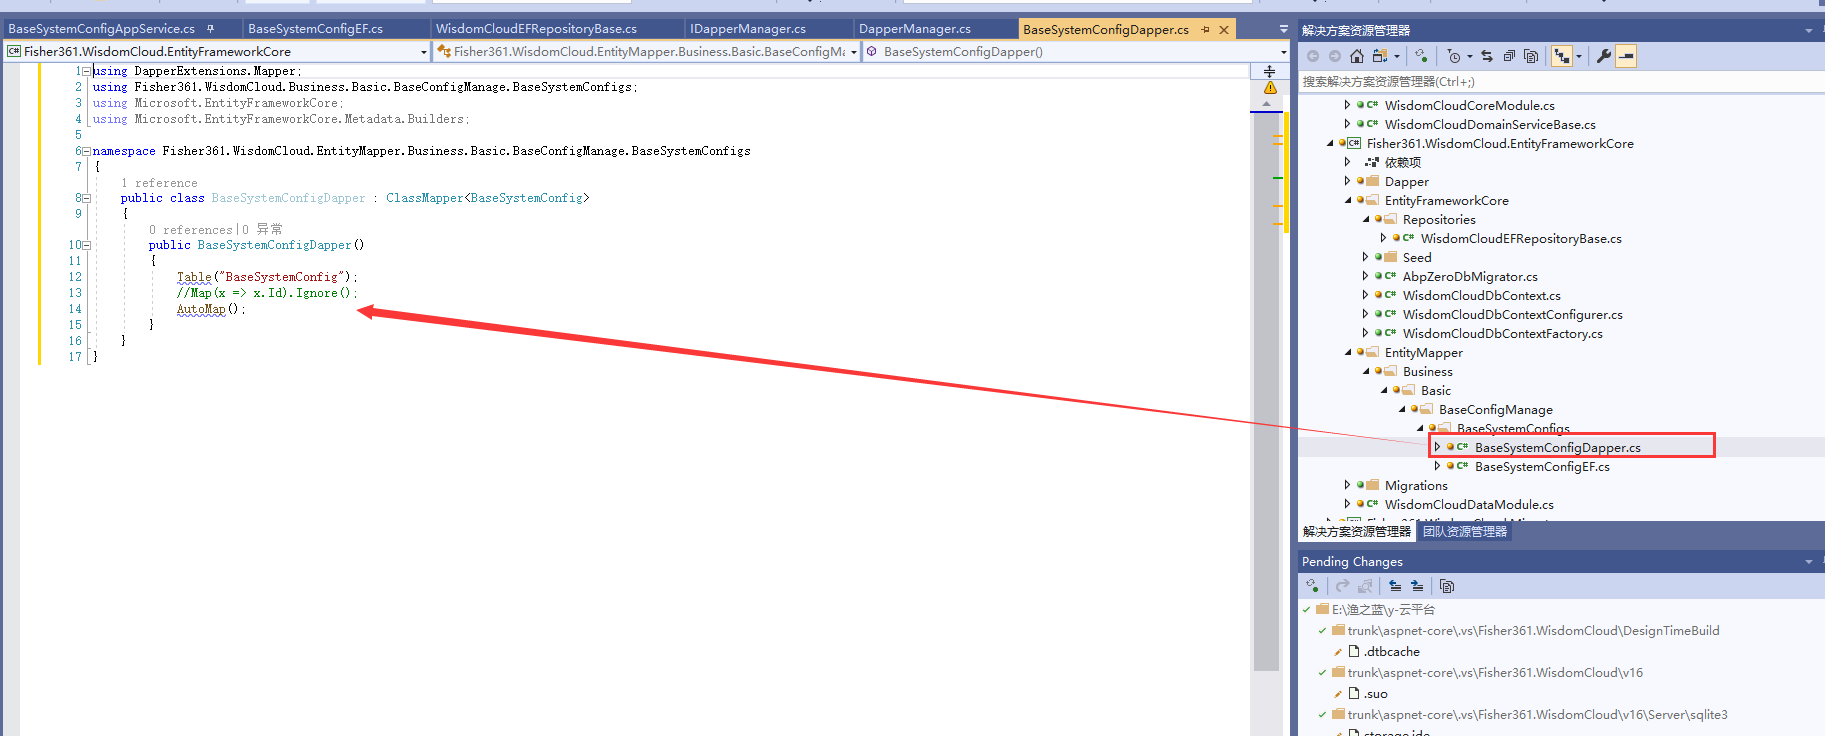 BaseSystemConfigAppService.cs
BaseSystemConfigEF.cs
WisdomCloudEFRepositoryBase.cs
IDapperManager.cs
DapperManager.cs
BaseSystemConfigDapper.cs
Fisher361.WisdomCloud.EntityFrameworkCore
Fisher361.WisdomCloud.EntityMapper.Business.Basic.BaseConfigMa
BaseSystemConfigDapper()
1 using DapperExtensions.Mapper;
2 using Fisher361.WisdomCloud.Business.Basic.BaseConfigManage.BaseSystemConfigs;
3 using Microsoft.EntityFrameworkCore;
4 using Microsoft.EntityFrameworkCore.Metadata.Builders;
5
6 namespace Fisher361.WisdomCloud.EntityMapper.Business.Basic.BaseConfigManage.BaseSystemConfigs
7 {
1 reference
8 public class BaseSystemConfigDapper : ClassMapper<BaseSystemConfig>
9 {
0 references|0 异常
10 public BaseSystemConfigDapper()
11 {
12 Table("BaseSystemConfig");
13 //Map(x => x.Id).Ignore();
14 AutoMap();
15 }
16 }
17 }
解决方案资源管理器
搜索解决方案资源管理器(Ctrl+;)
C# WisdomCloudCoreModule.cs
C# WisdomCloudDomainServiceBase.cs
C# Fisher361.WisdomCloud.EntityFrameworkCore
依赖项
Dapper
EntityFrameworkCore
Repositories
C# WisdomCloudEFRepositoryBase.cs
Seed
C# AbpZeroDbMigrator.cs
C# WisdomCloudDbContext.cs
C# WisdomCloudDbContextConfigurer.cs
C# WisdomCloudDbContextFactory.cs
EntityMapper
Business
Basic
BaseConfigManage
BaseSystemConfigs
C# BaseSystemConfigDapper.cs
C# BaseSystemConfigEF.cs
Migrations
C# WisdomCloudDataModule.cs
解决方案资源管理器 团队资源管理器
Pending Changes
E:\渔之蓝\y-云平台
trunk\aspnet-core\.vs\Fisher361.WisdomCloud\DesignTimeBuild
.dtbcache
trunk\aspnet-core\.vs\Fisher361.WisdomCloud\v16
.suo
trunk\aspnet-core\.vs\Fisher361.WisdomCloud\v16\Server\sqlite3
storage.ide